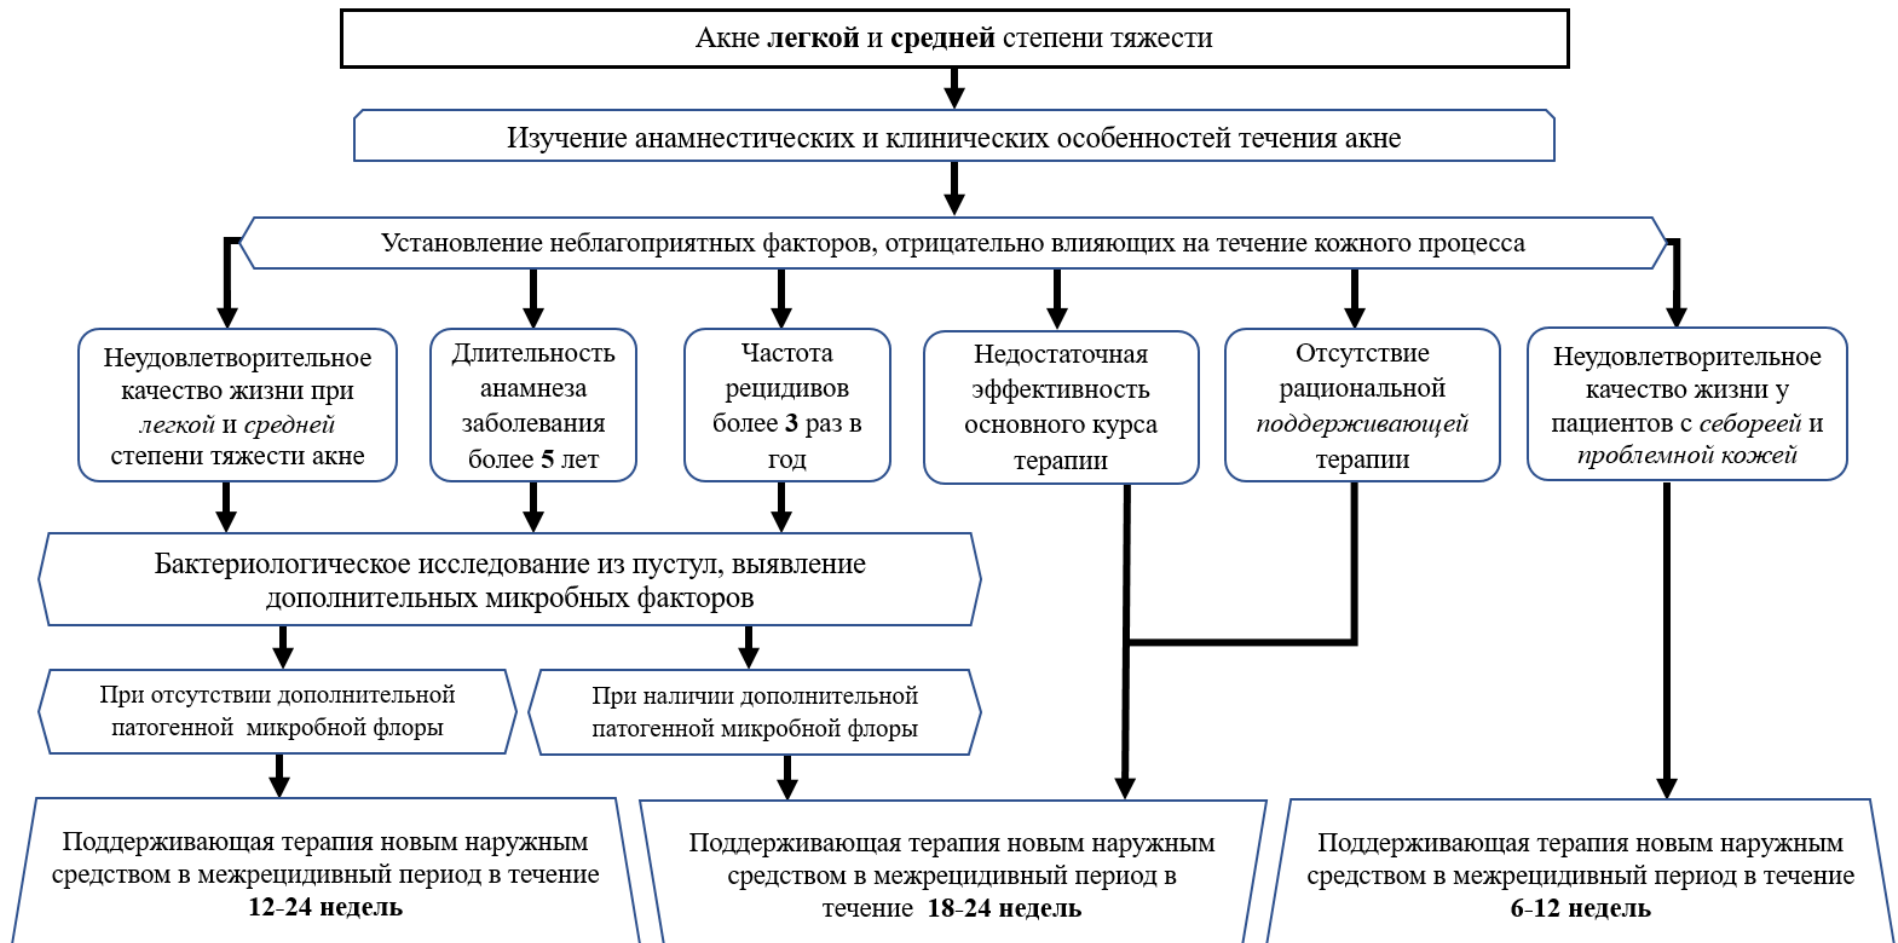 Акне легкой и средней степени тяжести
Изучение анамнестических и клинических особенностей течения акне
Установление неблагоприятных факторов, отрицательно влияющих на течение кожного процесса
Неудовлетворительное
качество жизни при
легкой и средней
степени тяжести акне
Длительность
анамнеза
заболевания
более 5 лет
Частота
рецидивов
более 3 раз в
год
Недостаточная
эффективность
основного курса
терапии
Отсутствие
рациональной
поддерживающей
терапии
Неудовлетворительное
качество жизни у
пациентов с себореей и
проблемной кожей
Бактериологическое исследование из пустул, выявление
дополнительных микробных факторов
При отсутствии дополнительной
патогенной микробной флоры
При наличии дополнительной
патогенной микробной флоры
Поддерживающая терапия новым наружным
средством в межрецидивный период в течение
12-24 недель
Поддерживающая терапия новым наружным
средством в межрецидивный период в
течение 18-24 недель
Поддерживающая терапия новым наружным
средством в межрецидивный период в течение
6-12 недель